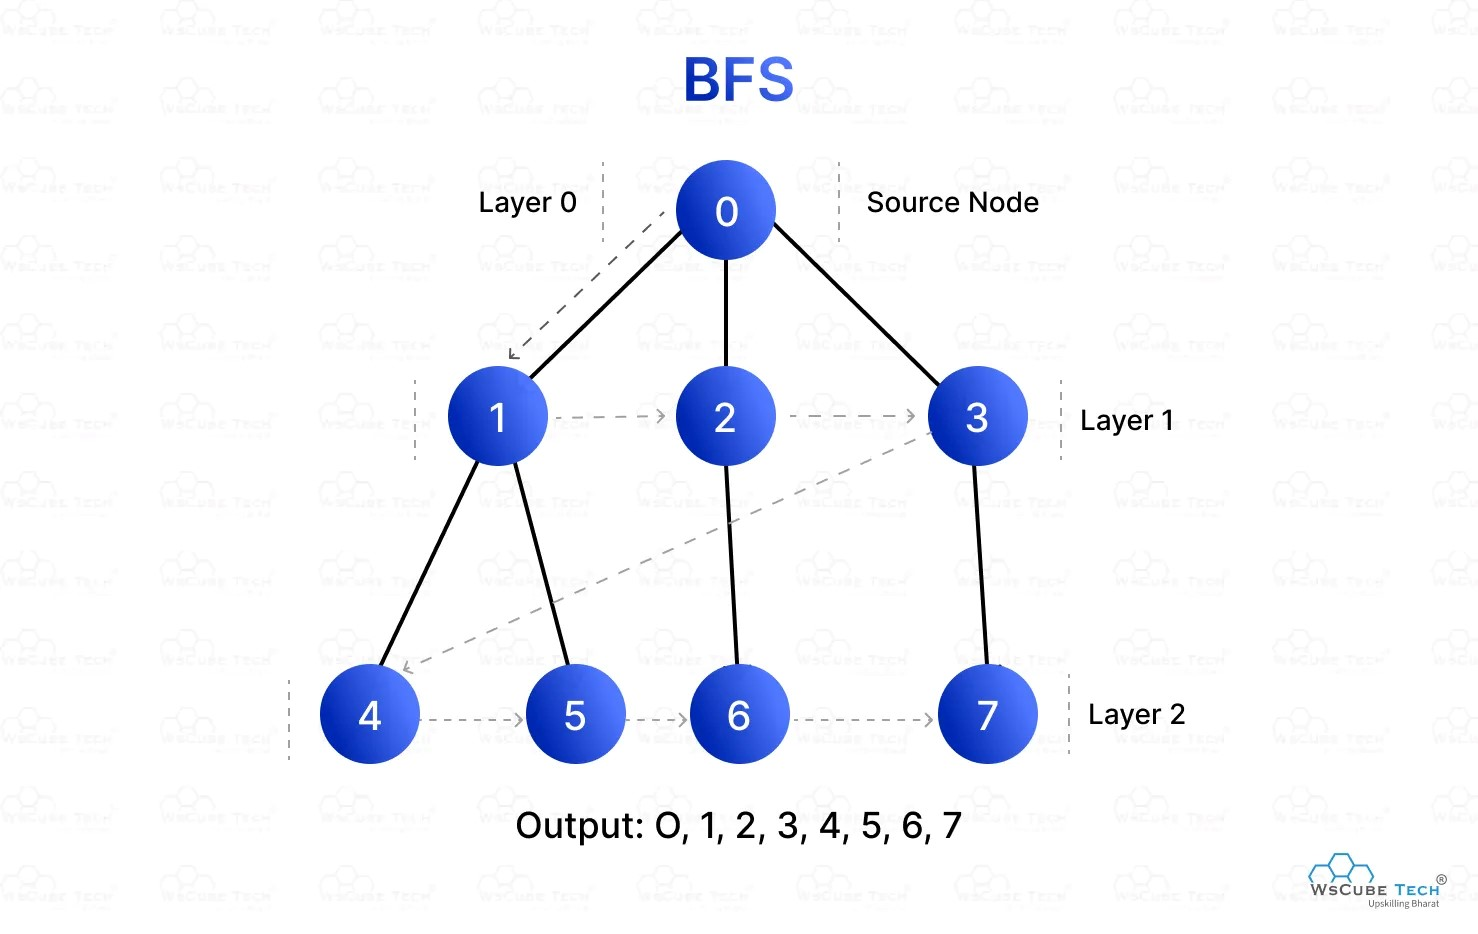 BFS
Layer 0
0
Source Node
1
2
3
Layer 1
4
5
6
7
Layer 2
Output: O, 1, 2, 3, 4, 5, 6, 7
WsCube Tech®
Upskilling Bharat